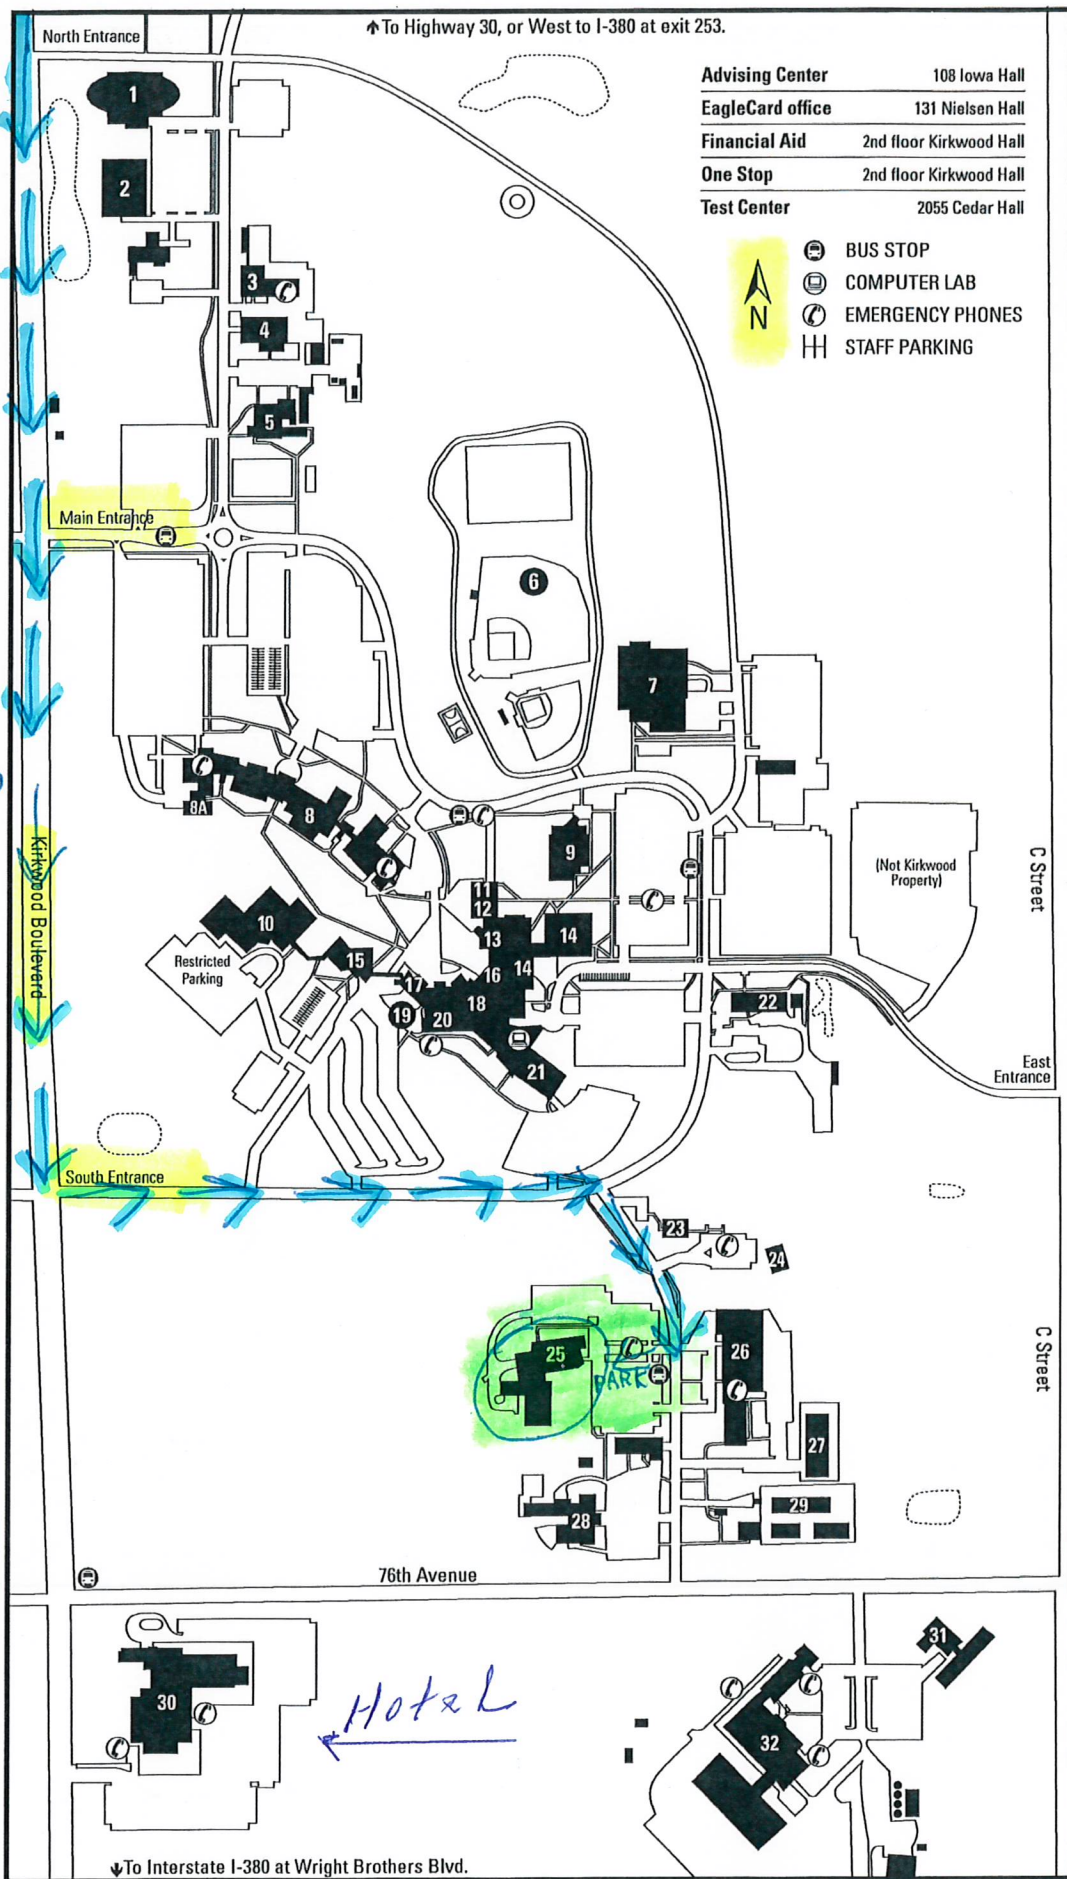 ↑ To Highway 30, or West to I-380 at exit 253.
North Entrance
Advising Center 108 Iowa Hall
EagleCard office 131 Nielsen Hall
Financial Aid 2nd floor Kirkwood Hall
One Stop 2nd floor Kirkwood Hall
Test Center 2055 Cedar Hall
BUS STOP
COMPUTER LAB
EMERGENCY PHONES
STAFF PARKING
N
1
2
3
4
5
Main Entrance
6
7
8
8A
9
(Not Kirkwood
Property)
C Street
Kirkwood Boulevard
10
11
12
13
14
14
15
16
17
18
19
20
21
22
Restricted
Parking
East
Entrance
South Entrance
23
24
25
PARK
26
27
28
29
C Street
76th Avenue
30
Hotel
31
32
↓ To Interstate I-380 at Wright Brothers Blvd.